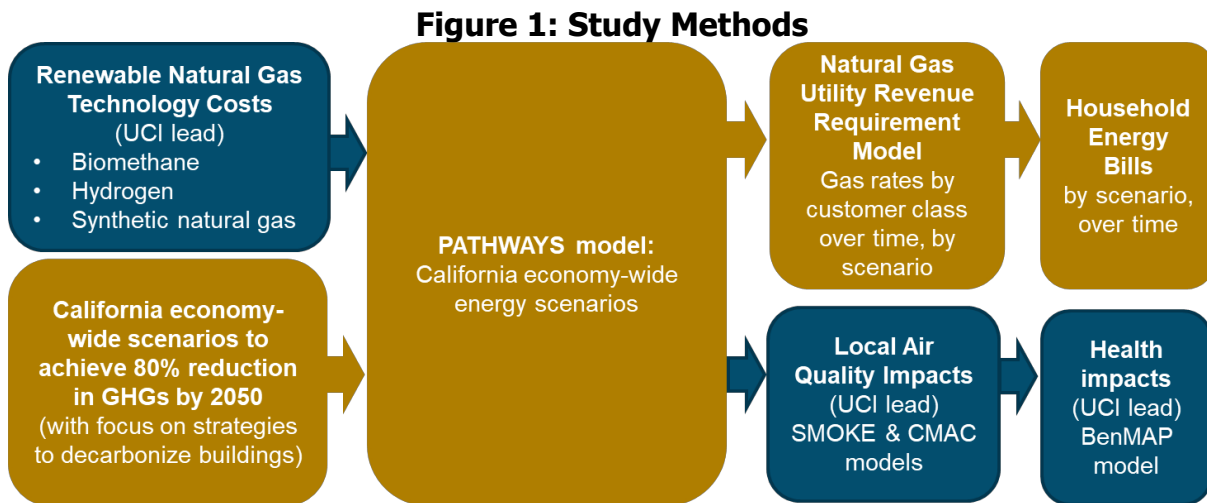 Figure 1: Study Methods
Renewable Natural Gas
Technology Costs
(UCI lead)
• Biomethane
• Hydrogen
• Synthetic natural gas
California economy-
wide scenarios to
achieve 80% reduction
in GHGs by 2050
(with focus on strategies
to decarbonize buildings)
PATHWAYS model:
California economy-wide
energy scenarios
Natural Gas
Utility Revenue
Requirement
Model
Gas rates by
customer class
over time, by
scenario
Household
Energy
Bills
by scenario,
over time
Local Air
Quality Impacts
(UCI lead)
SMOKE & CMAC
models
Health
impacts
(UCI lead)
BenMAP
model